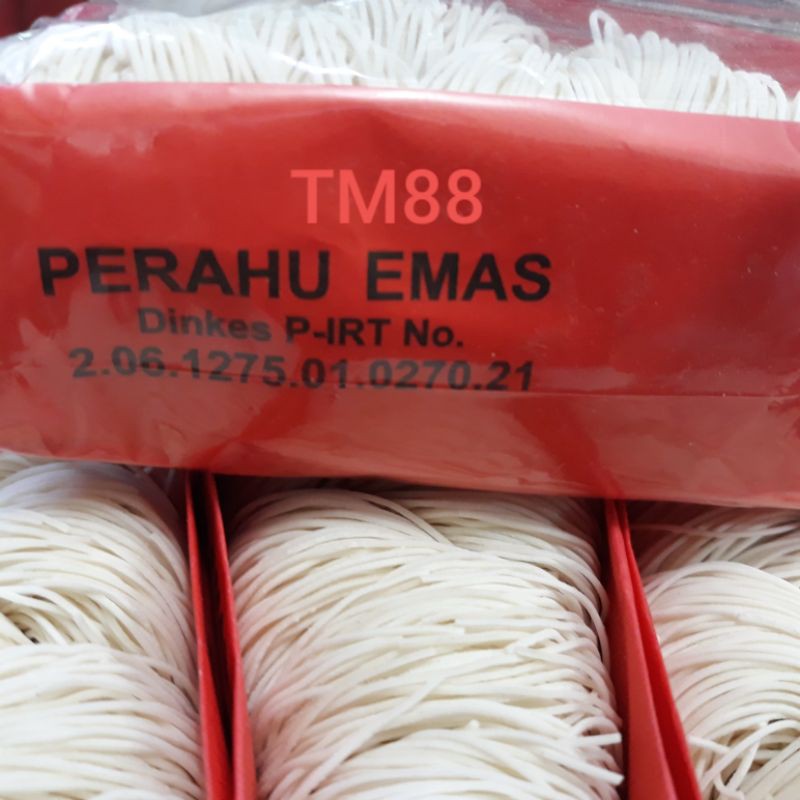 TM88
PERAHU EMAS
Dinkes P-IRT No.
2.06.1275.01.0270.21